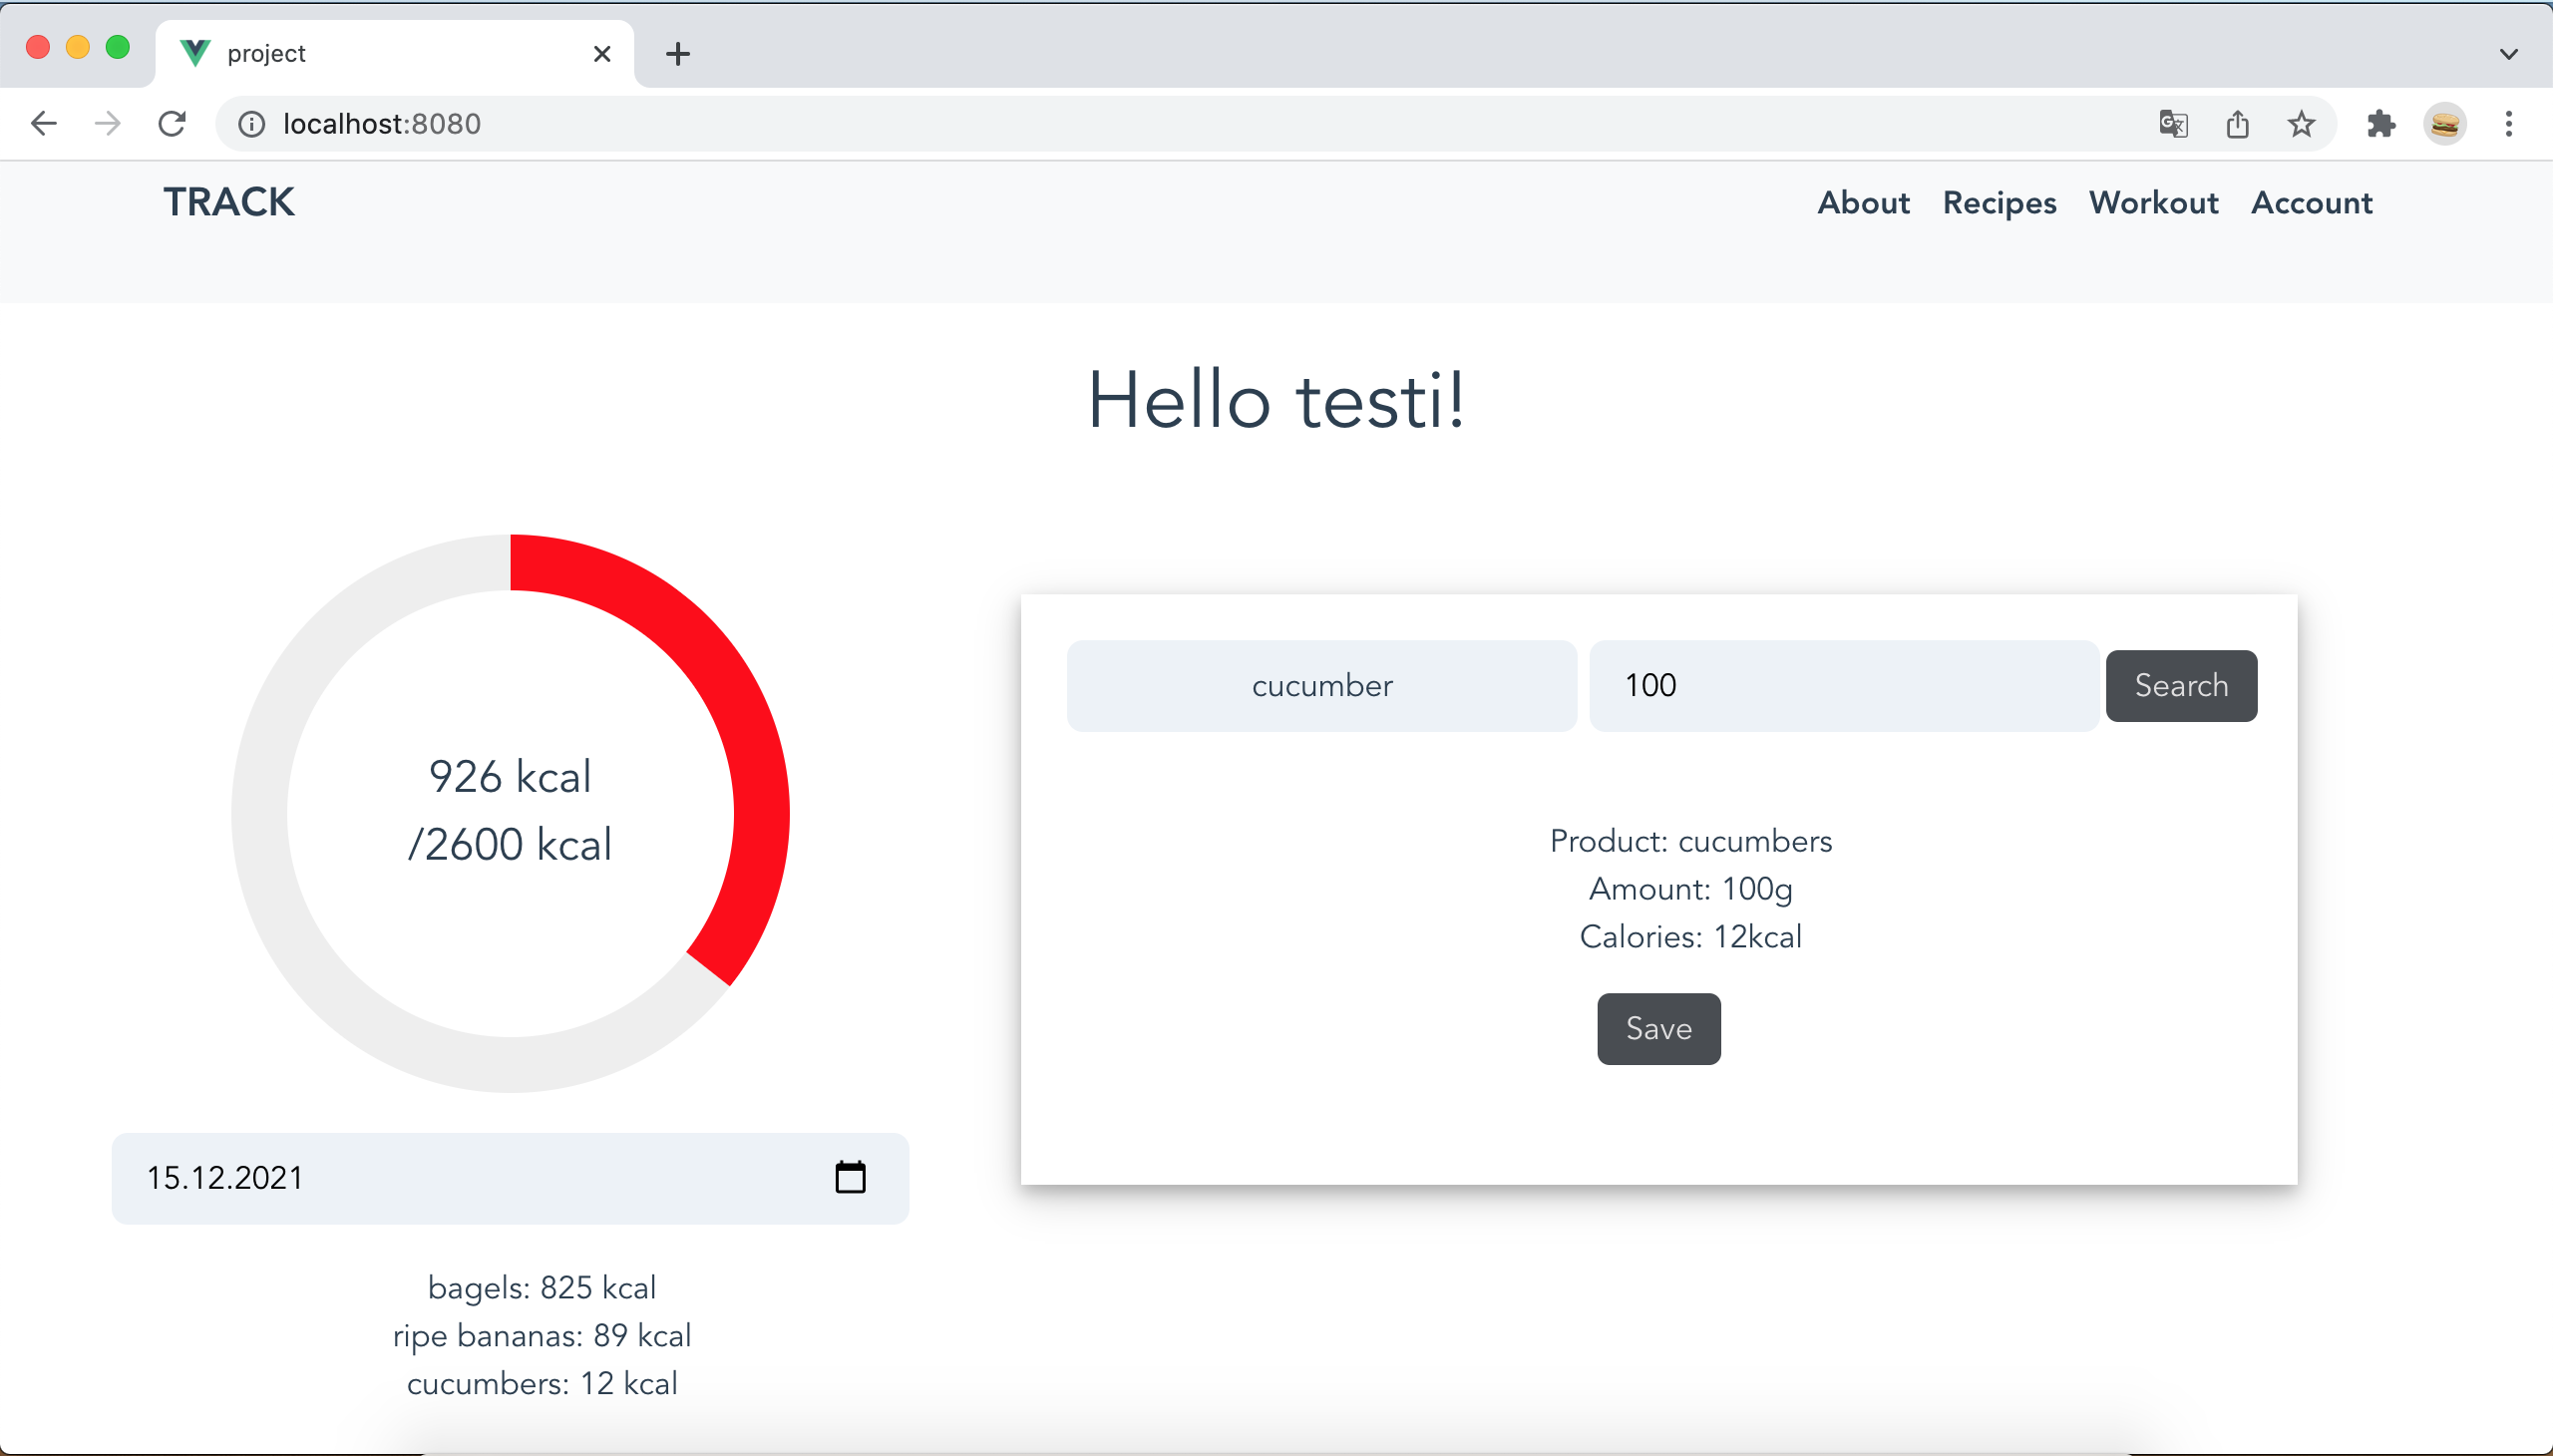 project
localhost:8080
TRACK
About Recipes Workout Account
Hello testi!
926 kcal
/2600 kcal
cucumber
100
Search
Product: cucumbers
Amount: 100g
Calories: 12kcal
Save
15.12.2021
bagels: 825 kcal
ripe bananas: 89 kcal
cucumbers: 12 kcal